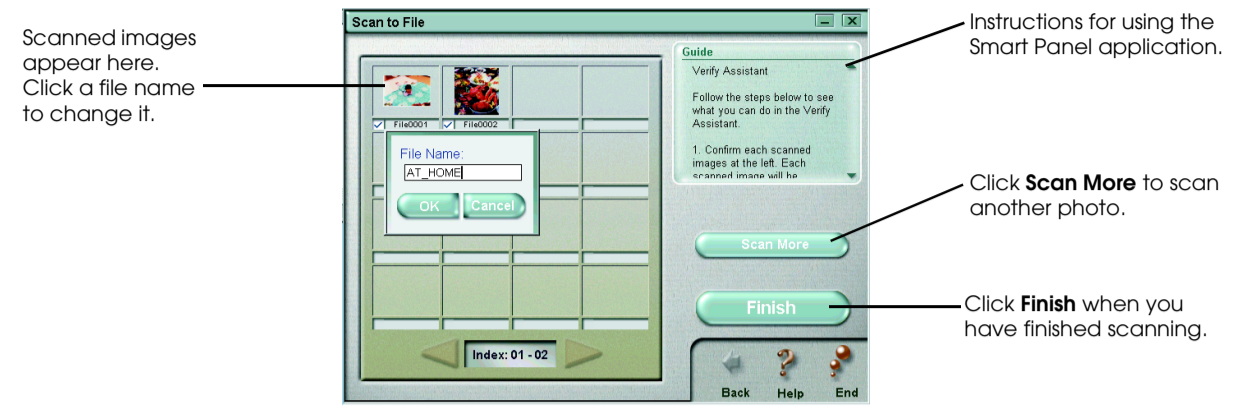 Scanned images
appear here.
Click a file name
to change it.
Scan to File
File0001
File0002
File Name:
AT_HOME
OK
Cancel
Index: 01 - 02
Guide
Verify Assistant
Follow the steps below to see
what you can do in the Verify
Assistant.
1. Confirm each scanned
images at the left. Each
scanned image will be
Scan More
Finish
Back
Help
End
Instructions for using the
Smart Panel application.
Click Scan More to scan
another photo.
Click Finish when you
have finished scanning.